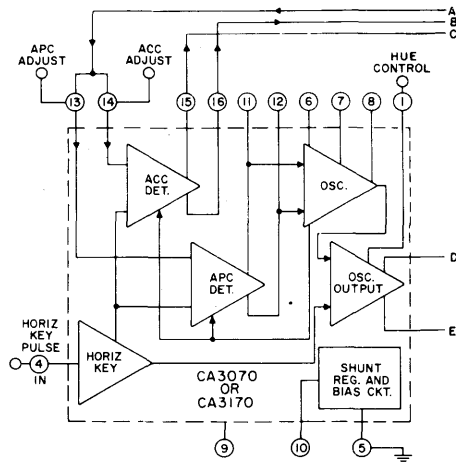 A
B
C
APC
ADJUST
ACC
ADJUST
HUE
CONTROL
13
14
15
16
11
12
6
7
8
1
ACC
DET.
OSC.
APC
DET.
OSC.
OUTPUT
D
E
HORIZ
KEY
PULSE
4
IN
HORIZ
KEY
CA3070
OR
CA3170
SHUNT
REG. AND
BIAS CKT.
9
10
5